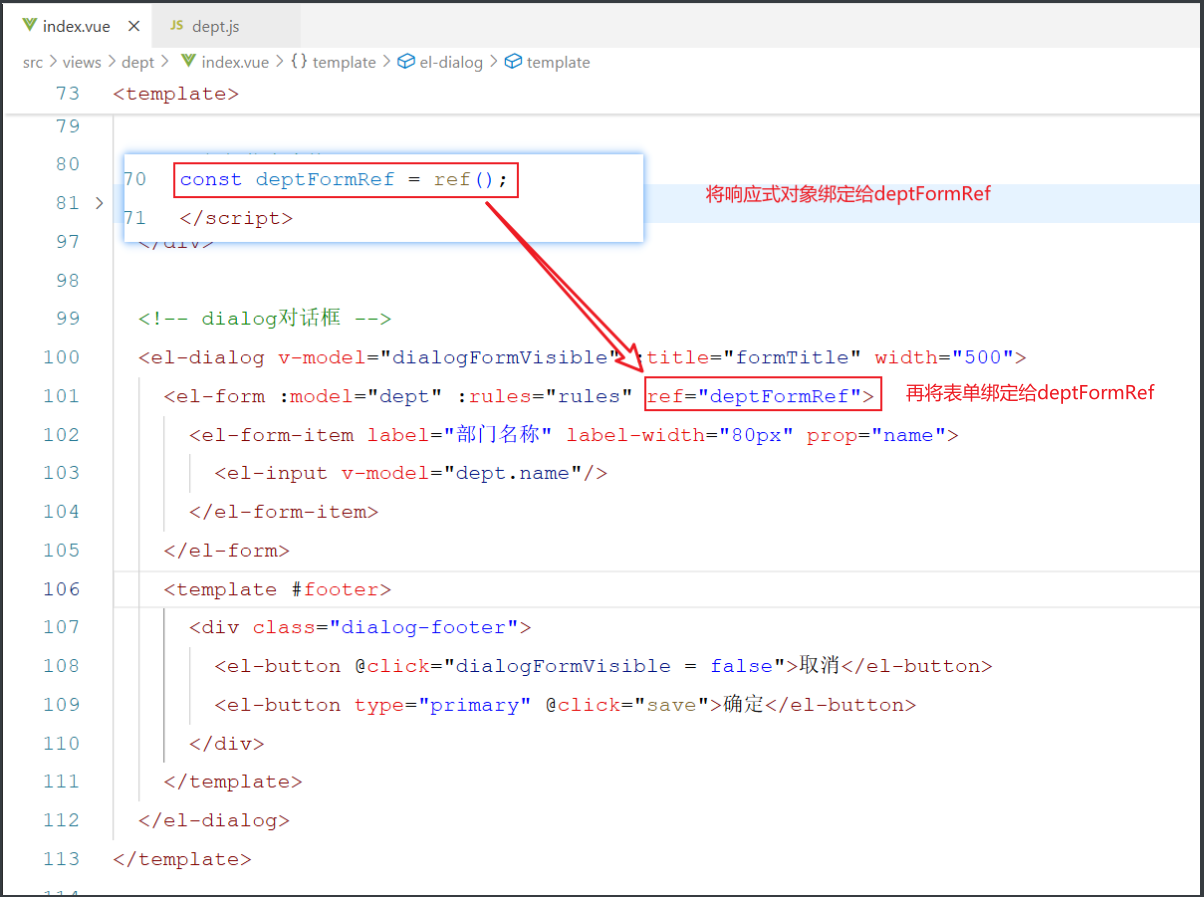 index.vue
JS dept.js
src > views > dept > index.vue > {} template > el-dialog > template
73 <template>
79
80
70 const deptFormRef = ref();
将响应式对象绑定给deptFormRef
81 >
71 </script>
97 </div>
98
99 <!-- dialog对话框 -->
100 <el-dialog v-model="dialogFormVisible" :title="formTitle" width="500">
101 <el-form :model="dept" :rules="rules" ref="deptFormRef">
再将表单绑定给deptFormRef
102 <el-form-item label="部门名称" label-width="80px" prop="name">
103 <el-input v-model="dept.name"/>
104 </el-form-item>
105 </el-form>
106 <template #footer>
107 <div class="dialog-footer">
108 <el-button @click="dialogFormVisible = false">取消</el-button>
109 <el-button type="primary" @click="save">确定</el-button>
110 </div>
111 </template>
112 </el-dialog>
113 </template>
114